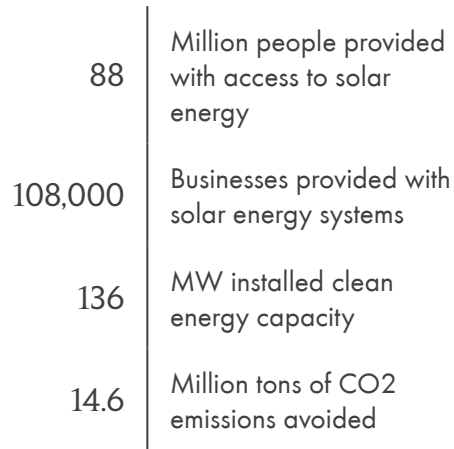 88
Million people provided
with access to solar
energy
108,000
Businesses provided with
solar energy systems
136
MW installed clean
energy capacity
14.6
Million tons of CO2
emissions avoided